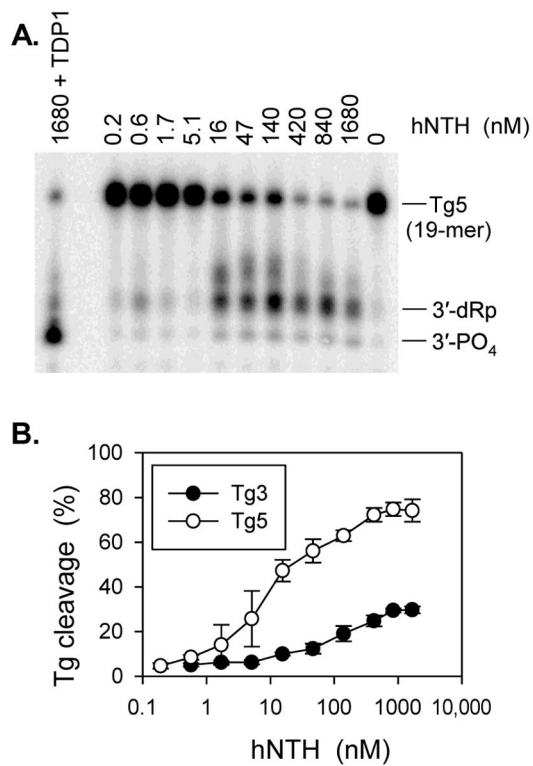 A.
1680 + TDP1
0.2
0.6
1.7
5.1
16
47
140
420
840
1680
0
hNTH (nM)
Tg5
(19-mer)
3′-dRp
3′-PO4
B.
Tg cleavage (%)
100
80
60
40
20
0
Tg3
Tg5
0.1
1
10
100
1000
10,000
hNTH (nM)